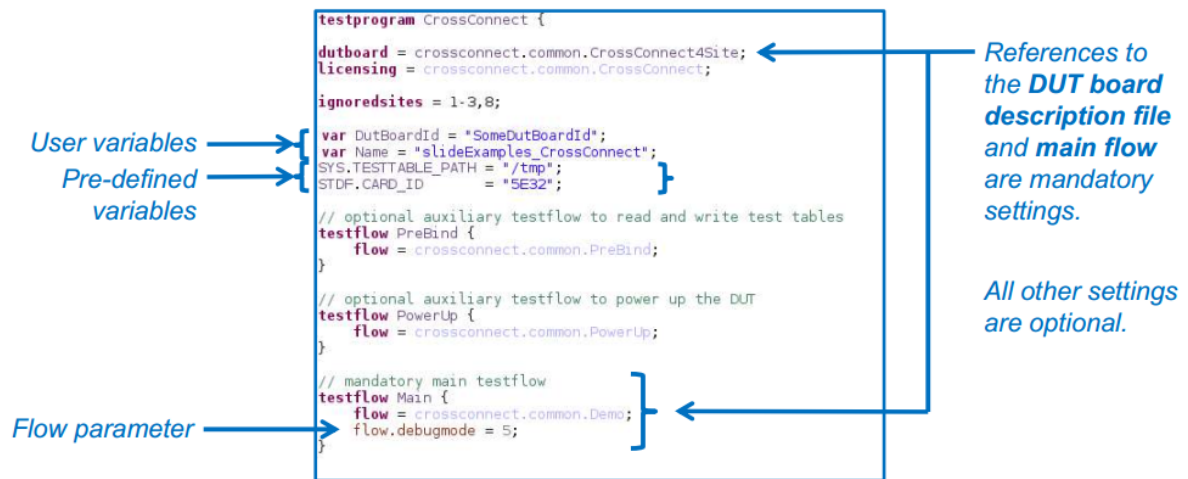 testprogram CrossConnect {
dutboard = crossconnect.common.CrossConnect4Site;
licensing = crossconnect.common.CrossConnect;
ignoredsites = 1-3,8;
var DutBoardId = "SomeDutBoardId";
var Name = "slideExamples_CrossConnect";
SYS.TESTTABLE_PATH = "/tmp";
STDF.CARD_ID       = "5E32";
// optional auxiliary testflow to read and write test tables
testflow PreBind {
    flow = crossconnect.common.PreBind;
}
// optional auxiliary testflow to power up the DUT
testflow PowerUp {
    flow = crossconnect.common.PowerUp;
}
// mandatory main testflow
testflow Main {
    flow = crossconnect.common.Demo;
    flow.debugmode = 5;
}
User variables
Pre-defined
variables
Flow parameter
References to
the DUT board
description file
and main flow
are mandatory
settings.
All other settings
are optional.